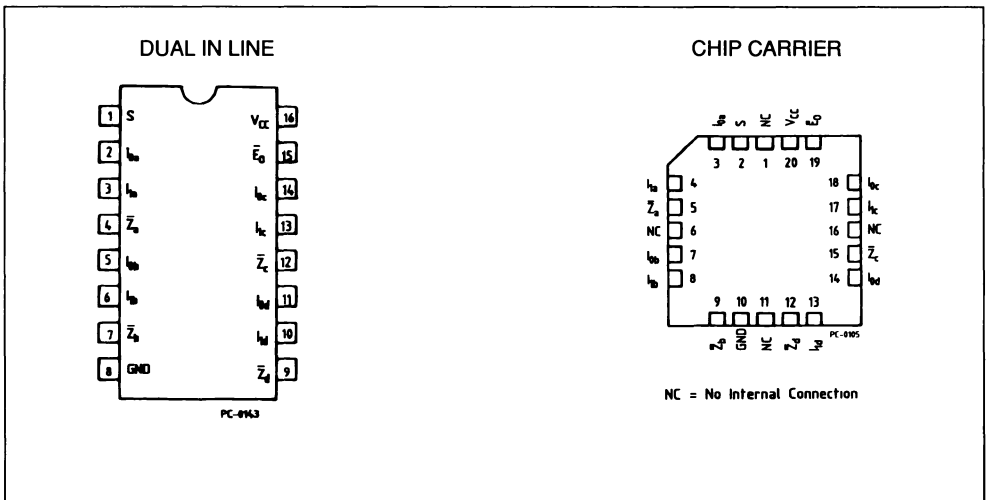 DUAL IN LINE
1 S
2 I0a
3 I1a
4 Z̅a
5 I0b
6 I1b
7 Z̅b
8 GND
VCC 16
E̅0 15
I0c 14
I1c 13
Z̅c 12
I0d 11
I1d 10
Z̅d 9
PC-0143
CHIP CARRIER
I0a S NC VCC E̅0
3 2 1 20 19
I1a 4
Z̅a 5
NC 6
I0b 7
I1b 8
18 I0c
17 I1c
16 NC
15 Z̅c
14 I0d
9 10 11 12 13
Z̅b GND NC Z̅d I1d
PC-0105
NC = No Internal Connection